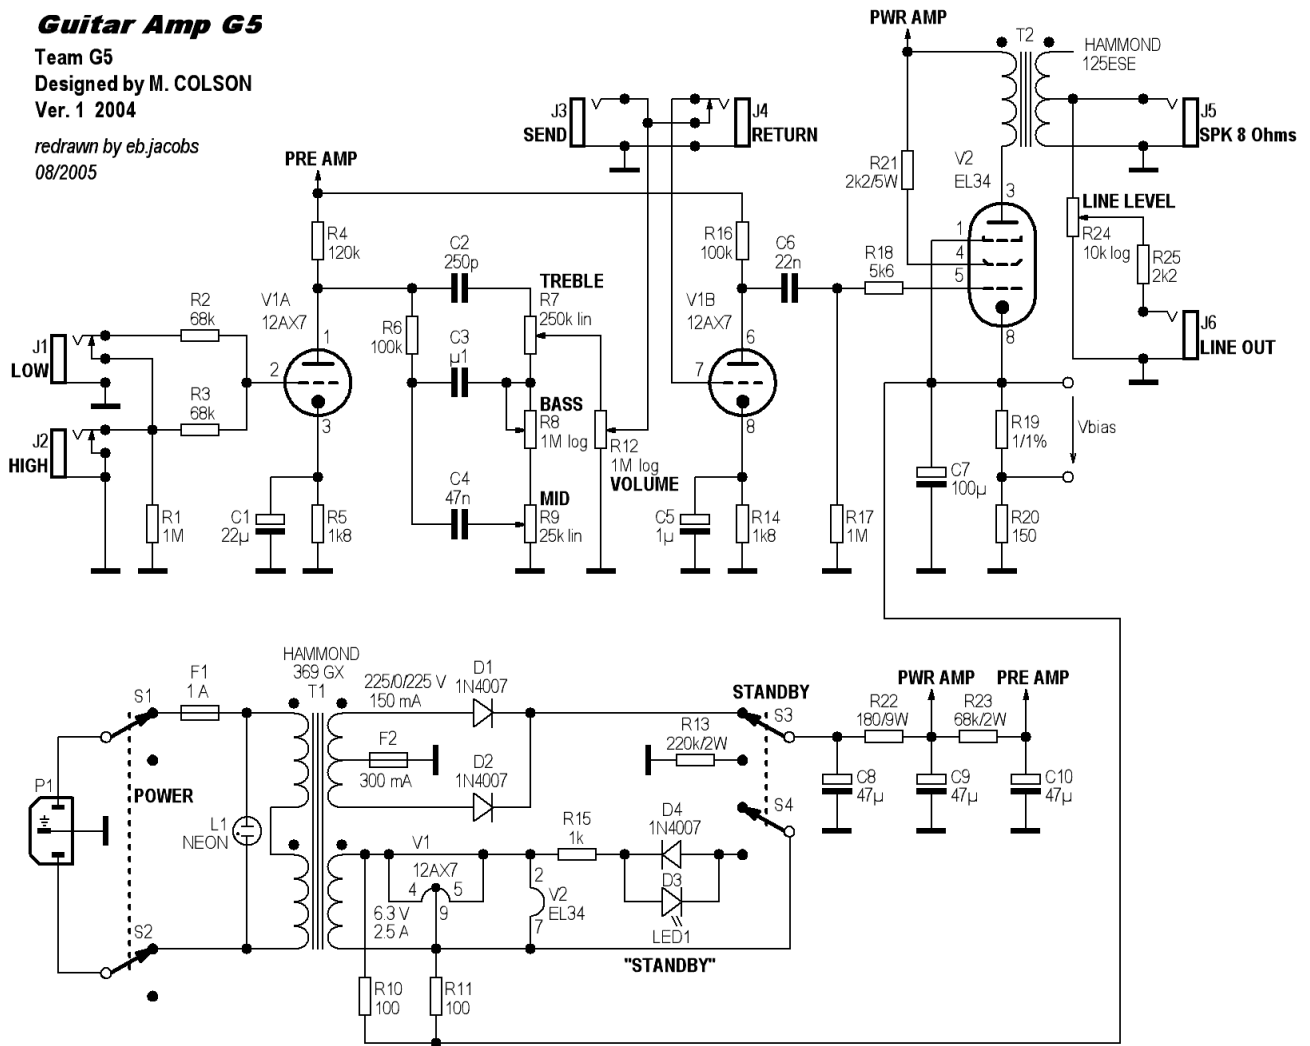 Guitar Amp G5
Team G5
Designed by M. COLSON
Ver. 1 2004
redrawn by eb.jacobs
08/2005
PRE AMP
R4
120k
C2
250p
TREBLE
R7
250k lin
R6
100k
C3
µ1
BASS
R8
1M log
C4
47n
MID
R9
25k lin
R12
1M log
VOLUME
V1A
12AX7
1
2
3
R2
68k
R3
68k
J1
LOW
J2
HIGH
R1
1M
C1
22µ
R5
1k8
J3
SEND
J4
RETURN
R16
100k
V1B
12AX7
6
7
8
C5
1µ
R14
1k8
C6
22n
R17
1M
R18
5k6
PWR AMP
R21
2k2/5W
V2
EL34
3
1
4
5
8
T2
HAMMOND
125ESE
J5
SPK 8 Ohms
LINE LEVEL
R24
10k log
R25
2k2
J6
LINE OUT
R19
1/1%
Vbias
C7
100µ
R20
150
HAMMOND
369 GX
T1
F1
1 A
S1
POWER
P1
L1
NEON
S2
225/0/225 V
150 mA
F2
300 mA
D1
1N4007
D2
1N4007
STANDBY
S3
R13
220k/2W
S4
D4
1N4007
R15
1k
D3
LED1
"STANDBY"
V1
12AX7
4
5
9
6.3 V
2.5 A
2
V2
EL34
7
R10
100
R11
100
PWR AMP
PRE AMP
R22
180/9W
R23
68k/2W
C8
47µ
C9
47µ
C10
47µ